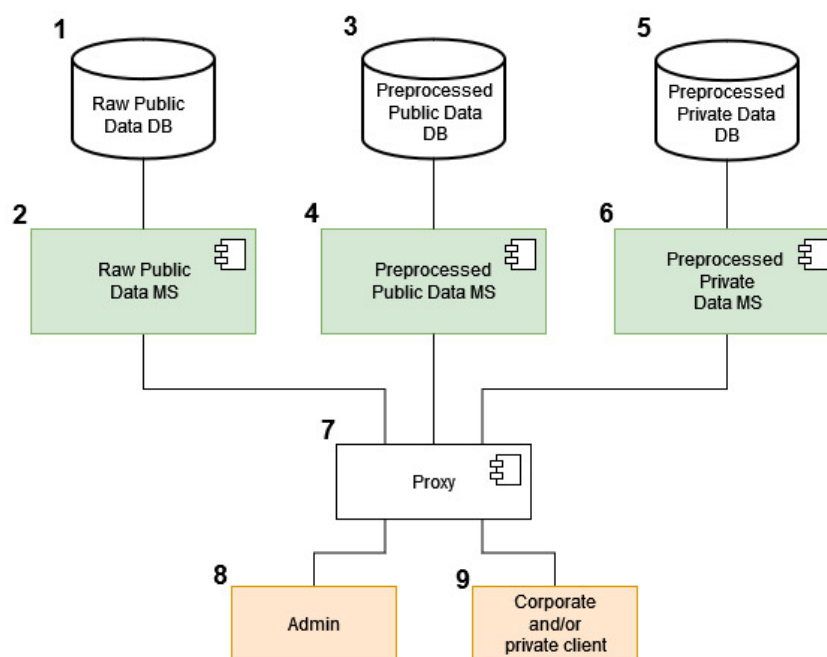 1
Raw Public
Data DB
3
Preprocessed
Public Data
DB
5
Preprocessed
Private Data
DB
2
Raw Public
Data MS
4
Preprocessed
Public Data MS
6
Preprocessed
Private
Data MS
7
Proxy
8
Admin
9
Corporate
and/or
private client